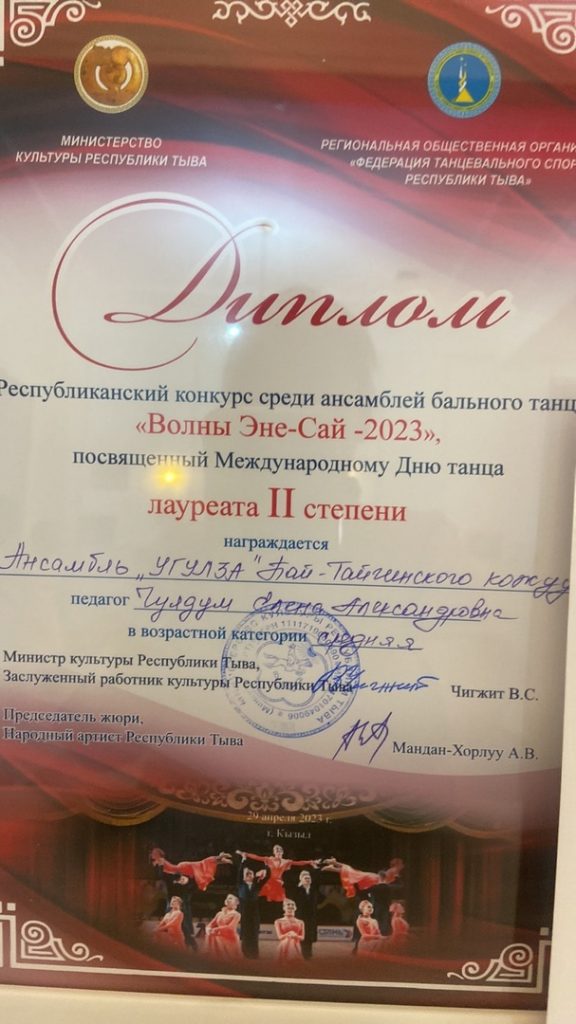 МИНИСТЕРСТВО
КУЛЬТУРЫ РЕСПУБЛИКИ ТЫВА
РЕГИОНАЛЬНАЯ ОБЩЕСТВЕННАЯ ОРГАНИ
«ФЕДЕРАЦИЯ ТАНЦЕВАЛЬНОГО СПОР
РЕСПУБЛИКИ ТЫВА»
Диплом
Республиканский конкурс среди ансамблей бального танц
«Волны Эне-Сай -2023»,
посвященный Международному Дню танца
лауреата II степени
награждается
Ансамбль „УГУЛЗА" Бай-Тайгинского кожуу
педагог Чулдум Елена Александровна
в возрастной категории средняя
Министр культуры Республики Тыва,
Заслуженный работник культуры Республики Тыва
Чигжит В.С.
Председатель жюри,
Народный артист Республики Тыва
Мандан-Хорлуу А.В.
29 апреля 2023 г.
г. Кызыл